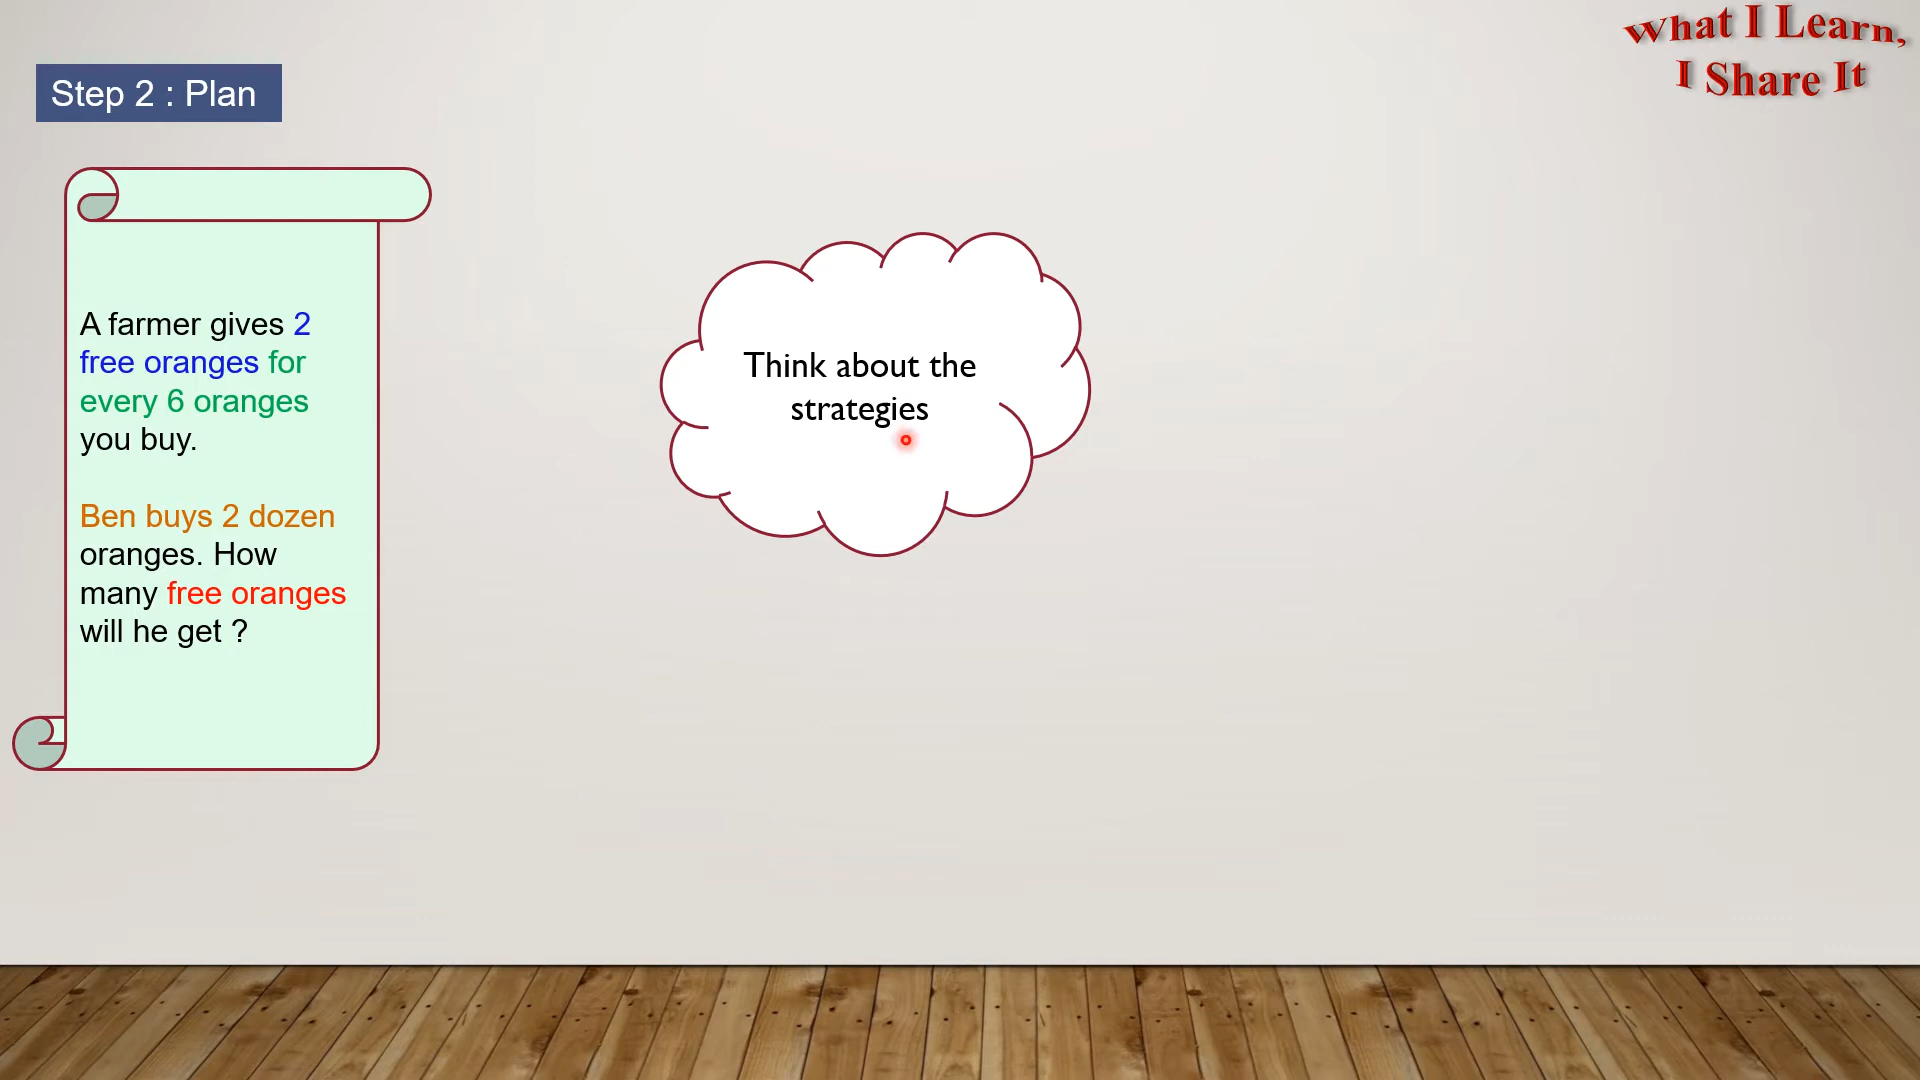 What I Learn,
I Share It
Step 2 : Plan
A farmer gives 2
free oranges for
every 6 oranges
you buy.
Ben buys 2 dozen
oranges. How
many free oranges
will he get ?
Think about the
strategies